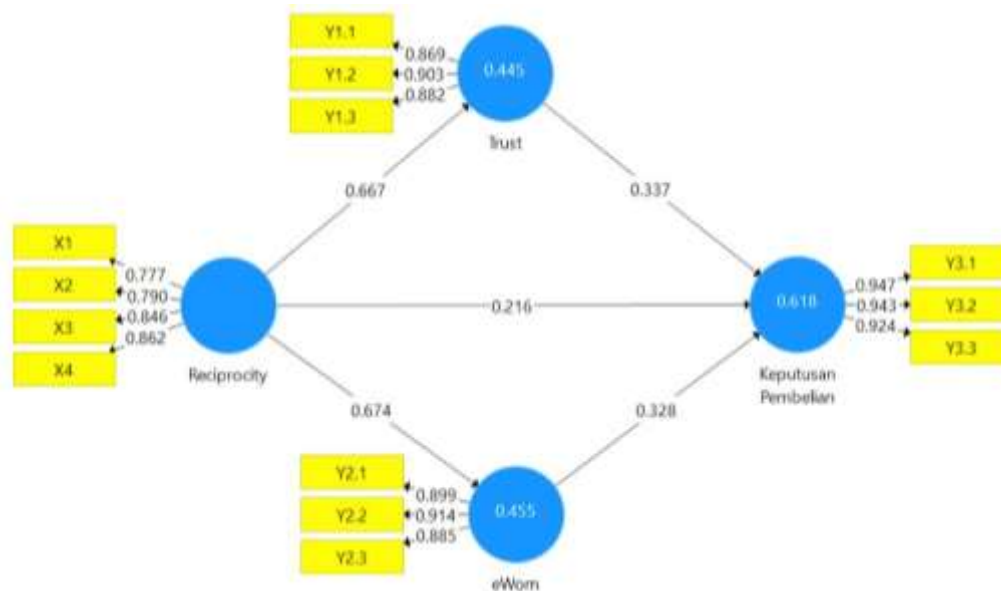 Y1.1
Y1.2
Y1.3
0.869
0.903
0.882
0.445
Trust
0.667
0.337
X1
X2
X3
X4
0.777
0.790
0.846
0.862
Reciprocity
0.216
0.618
Keputusan
Pembelian
0.947
0.943
0.924
Y3.1
Y3.2
Y3.3
0.674
0.328
Y2.1
Y2.2
Y2.3
0.899
0.914
0.885
0.455
eWom